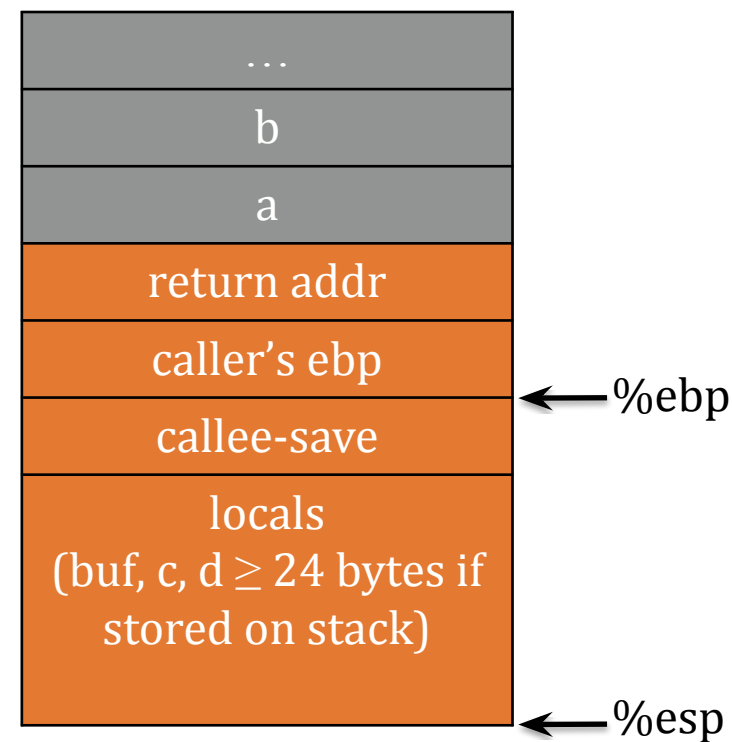 …
b
a
return addr
caller’s ebp
%ebp
callee-save
locals
(buf, c, d ≥ 24 bytes if
stored on stack)
%esp